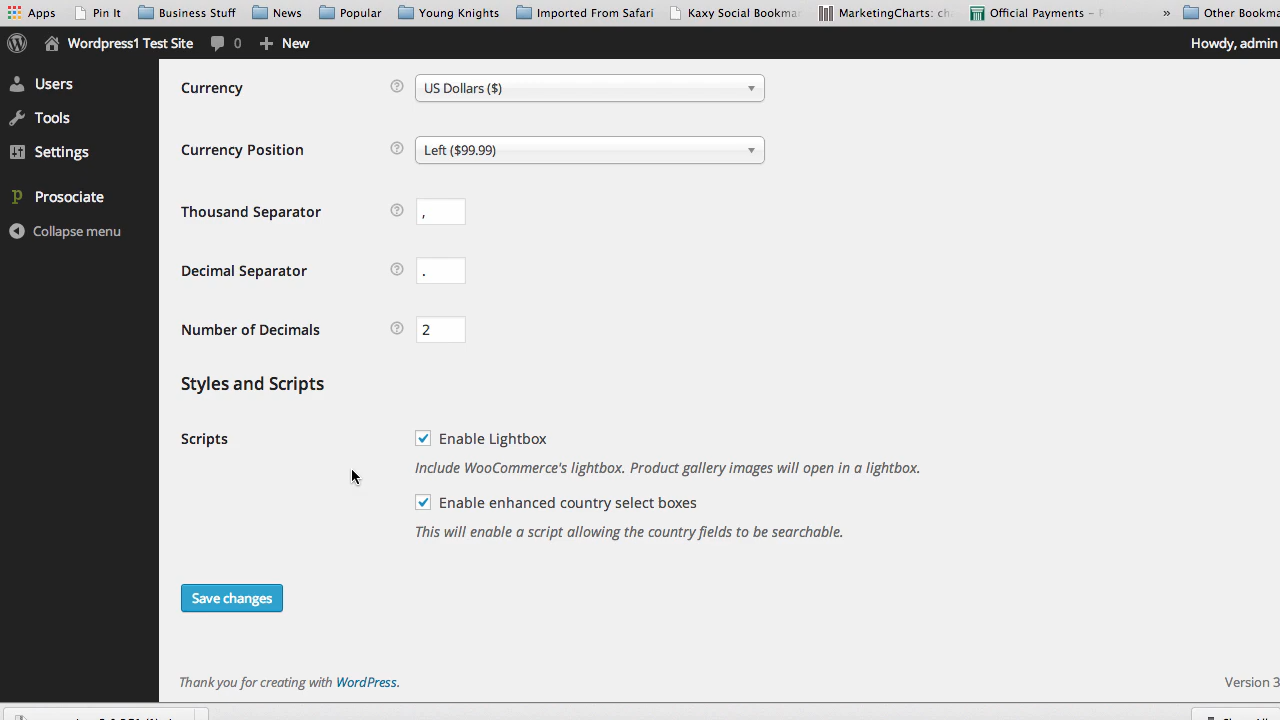 Apps Pin It Business Stuff News Popular Young Knights Imported From Safari Kaxy Social Bookma MarketingCharts: ch Official Payments – » Other Bookma
Wordpress1 Test Site 0 New Howdy, admin
Users
Tools
Settings
Prosociate
Collapse menu
Currency ? US Dollars ($)
Currency Position ? Left ($99.99)
Thousand Separator ? ,
Decimal Separator ? .
Number of Decimals ? 2
Styles and Scripts
Scripts Enable Lightbox
Include WooCommerce's lightbox. Product gallery images will open in a lightbox.
Enable enhanced country select boxes
This will enable a script allowing the country fields to be searchable.
Save changes
Thank you for creating with WordPress. Version 3